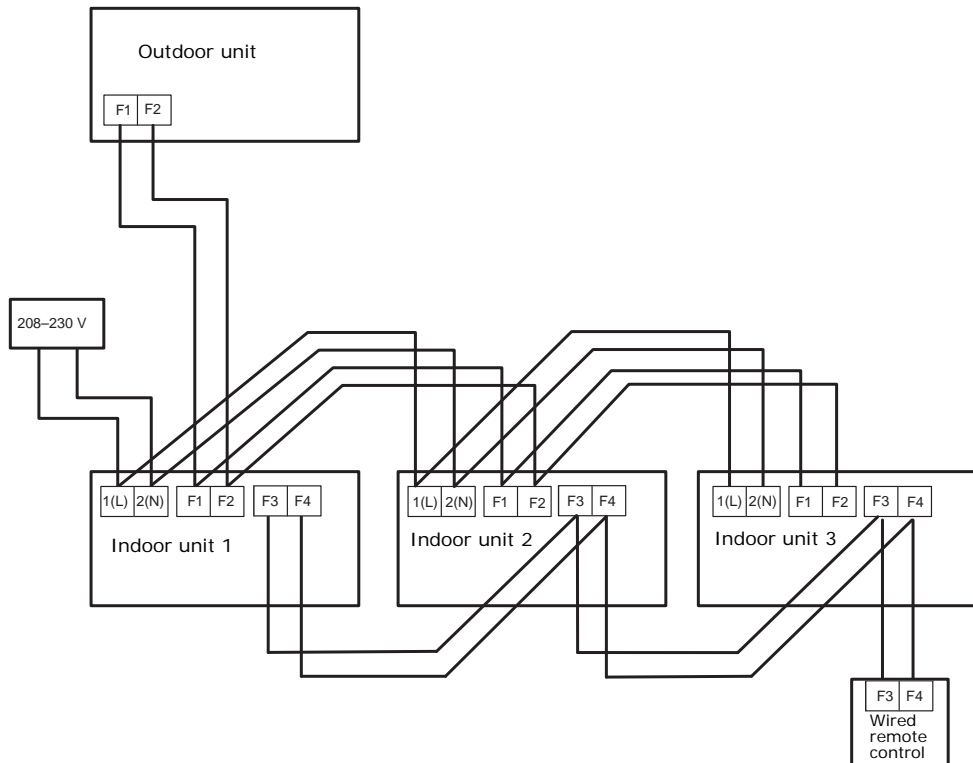 Outdoor unit
F1 F2
208–230 V
1(L) 2(N) F1 F2 F3 F4
Indoor unit 1
1(L) 2(N) F1 F2 F3 F4
Indoor unit 2
1(L) 2(N) F1 F2 F3 F4
Indoor unit 3
F3 F4
Wired
remote
control